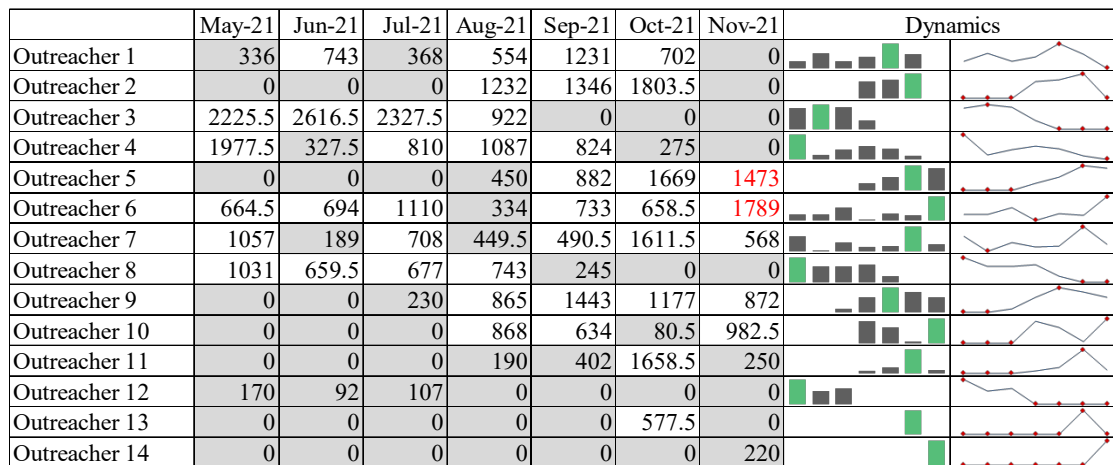 May-21 Jun-21 Jul-21 Aug-21 Sep-21 Oct-21 Nov-21 Dynamics
Outreacher 1 336 743 368 554 1231 702 0
Outreacher 2 0 0 0 1232 1346 1803.5 0
Outreacher 3 2225.5 2616.5 2327.5 922 0 0 0
Outreacher 4 1977.5 327.5 810 1087 824 275 0
Outreacher 5 0 0 0 450 882 1669 1473
Outreacher 6 664.5 694 1110 334 733 658.5 1789
Outreacher 7 1057 189 708 449.5 490.5 1611.5 568
Outreacher 8 1031 659.5 677 743 245 0 0
Outreacher 9 0 0 230 865 1443 1177 872
Outreacher 10 0 0 0 868 634 80.5 982.5
Outreacher 11 0 0 0 190 402 1658.5 250
Outreacher 12 170 92 107 0 0 0 0
Outreacher 13 0 0 0 0 0 577.5 0
Outreacher 14 0 0 0 0 0 0 220